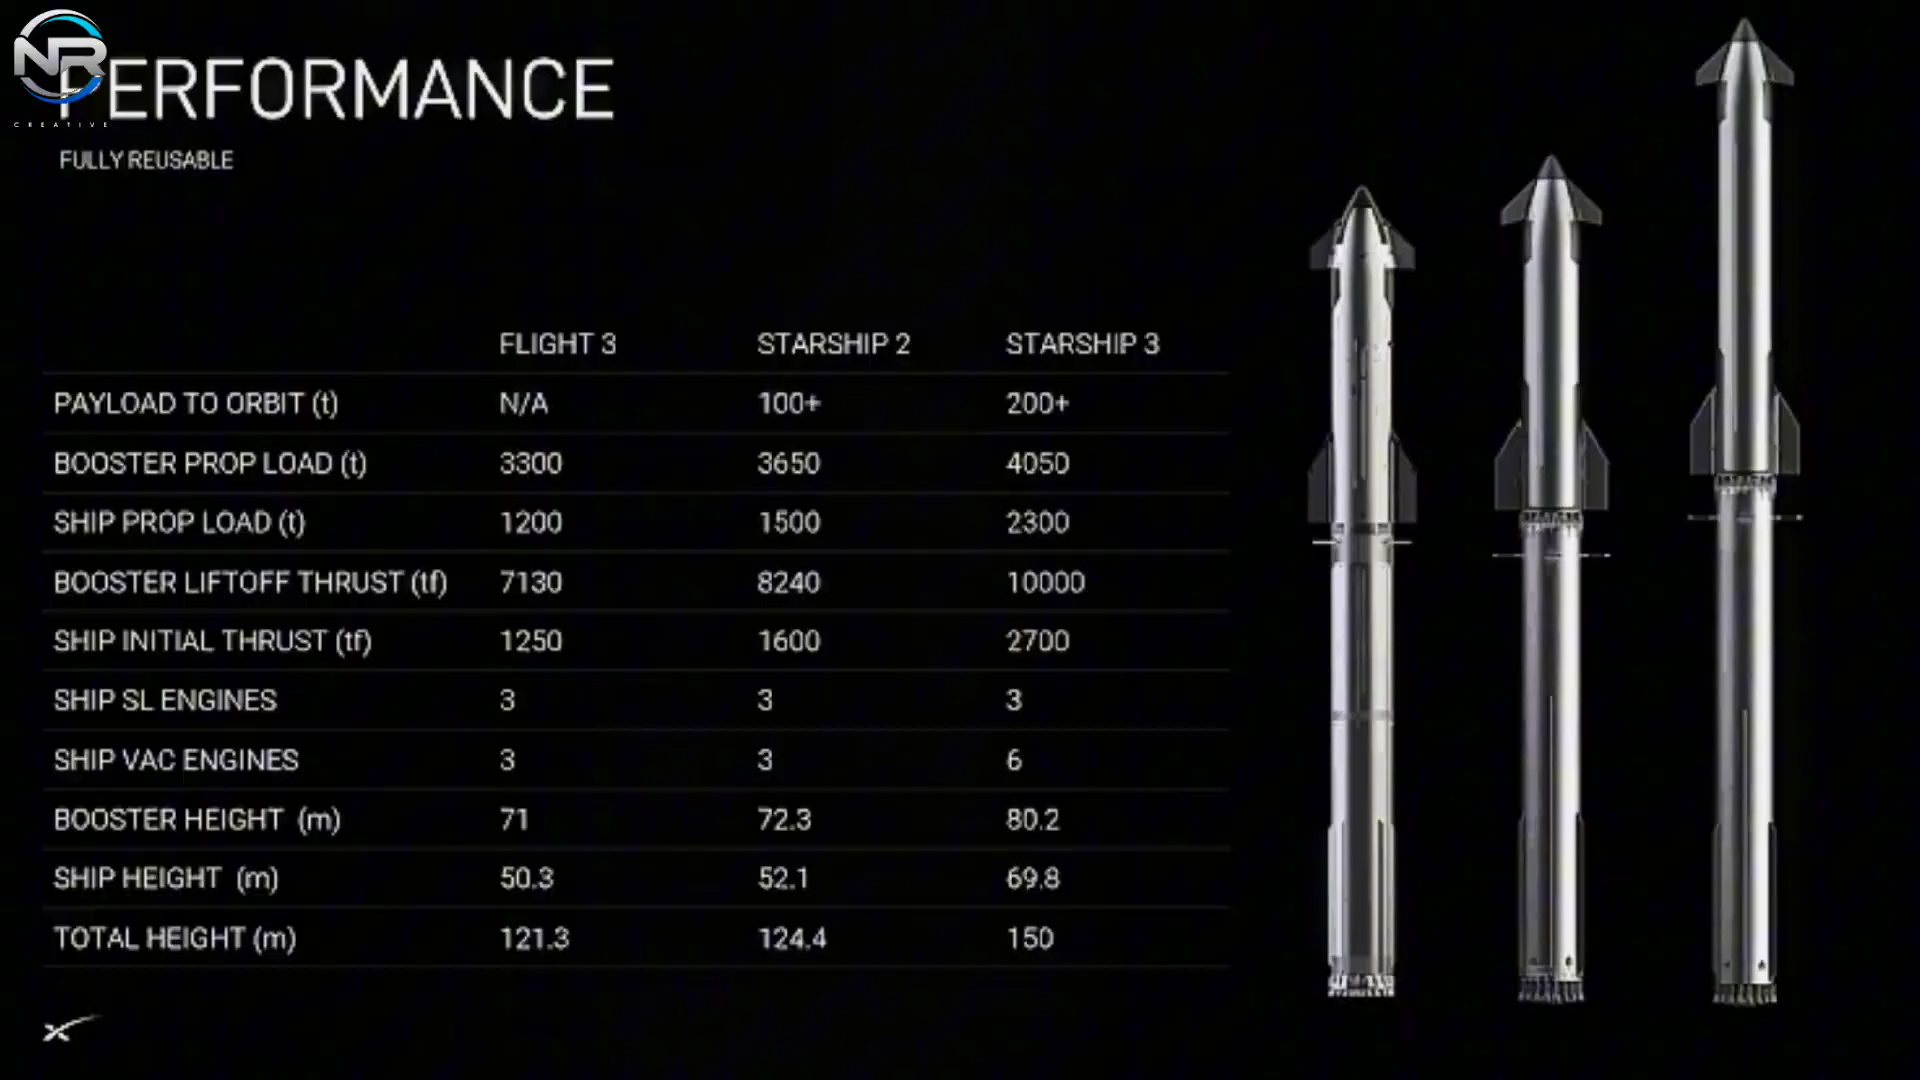 NR
CREATIVE
PERFORMANCE
FULLY REUSABLE
FLIGHT 3 STARSHIP 2 STARSHIP 3
PAYLOAD TO ORBIT (t) N/A 100+ 200+
BOOSTER PROP LOAD (t) 3300 3650 4050
SHIP PROP LOAD (t) 1200 1500 2300
BOOSTER LIFTOFF THRUST (tf) 7130 8240 10000
SHIP INITIAL THRUST (tf) 1250 1600 2700
SHIP SL ENGINES 3 3 3
SHIP VAC ENGINES 3 3 6
BOOSTER HEIGHT (m) 71 72.3 80.2
SHIP HEIGHT (m) 50.3 52.1 69.8
TOTAL HEIGHT (m) 121.3 124.4 150